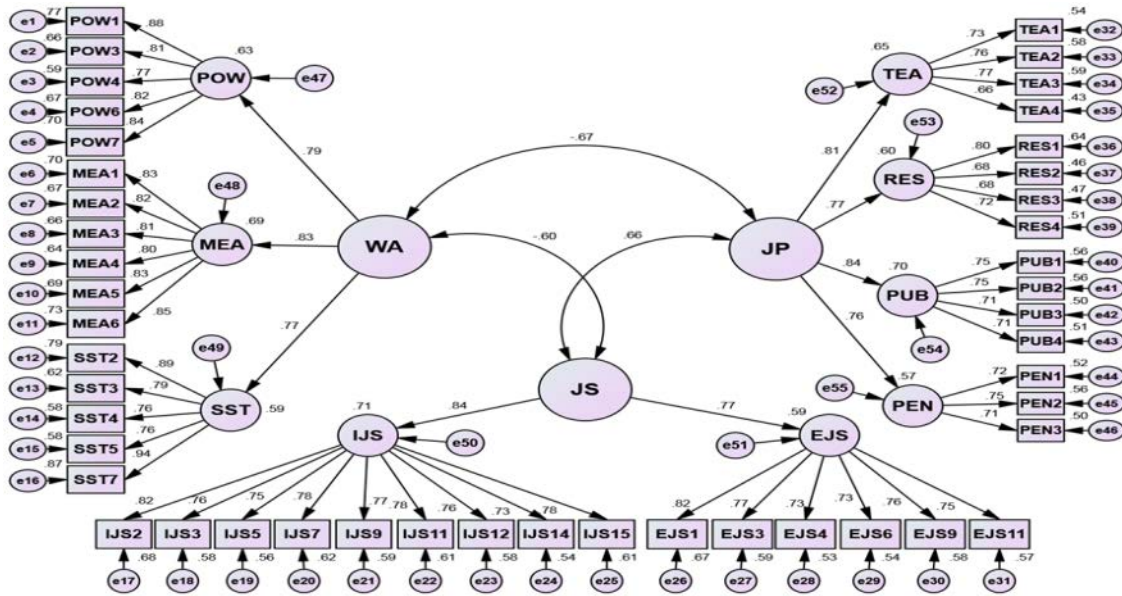 e1 .77 POW1 .88
e2 .66 POW3 .81
e3 .59 POW4 .77
e4 .67 POW6 .82
e5 .70 POW7 .84
POW .63 e47
e6 .70 MEA1 .83
e7 .67 MEA2 .82
e8 .66 MEA3 .81
e9 .64 MEA4 .80
e10 .69 MEA5 .83
e11 .73 MEA6 .85
MEA .69 e48
e12 .79 SST2 .89
e13 .62 SST3 .79
e14 .58 SST4 .76
e15 .58 SST5 .76
e16 .87 SST7 .94
SST .59 e49
WA .79 .83 .77
-.67
-.60
.66
JP .81 .77 .84 .76
TEA .65 e52
.73 TEA1 .54 e32
.76 TEA2 .58 e33
.77 TEA3 .59 e34
.66 TEA4 .43 e35
RES .60 e53
.80 RES1 .64 e36
.68 RES2 .46 e37
.68 RES3 .47 e38
.72 RES4 .51 e39
PUB .70 e54
.75 PUB1 .56 e40
.75 PUB2 .56 e41
.71 PUB3 .50 e42
.71 PUB4 .51 e43
PEN .57 e55
.72 PEN1 .52 e44
.75 PEN2 .56 e45
.71 PEN3 .50 e46
JS .84 .77
IJS .71 e50
EJS .59 e51
.82 .76 .75 .78 .77 .78 .76 .73 .78
IJS2 IJS3 IJS5 IJS7 IJS9 IJS11 IJS12 IJS14 IJS15
.68 .58 .56 .62 .59 .61 .58 .54 .61
e17 e18 e19 e20 e21 e22 e23 e24 e25
.82 .77 .73 .73 .76 .75
EJS1 EJS3 EJS4 EJS6 EJS9 EJS11
.67 .59 .53 .54 .58 .57
e26 e27 e28 e29 e30 e31